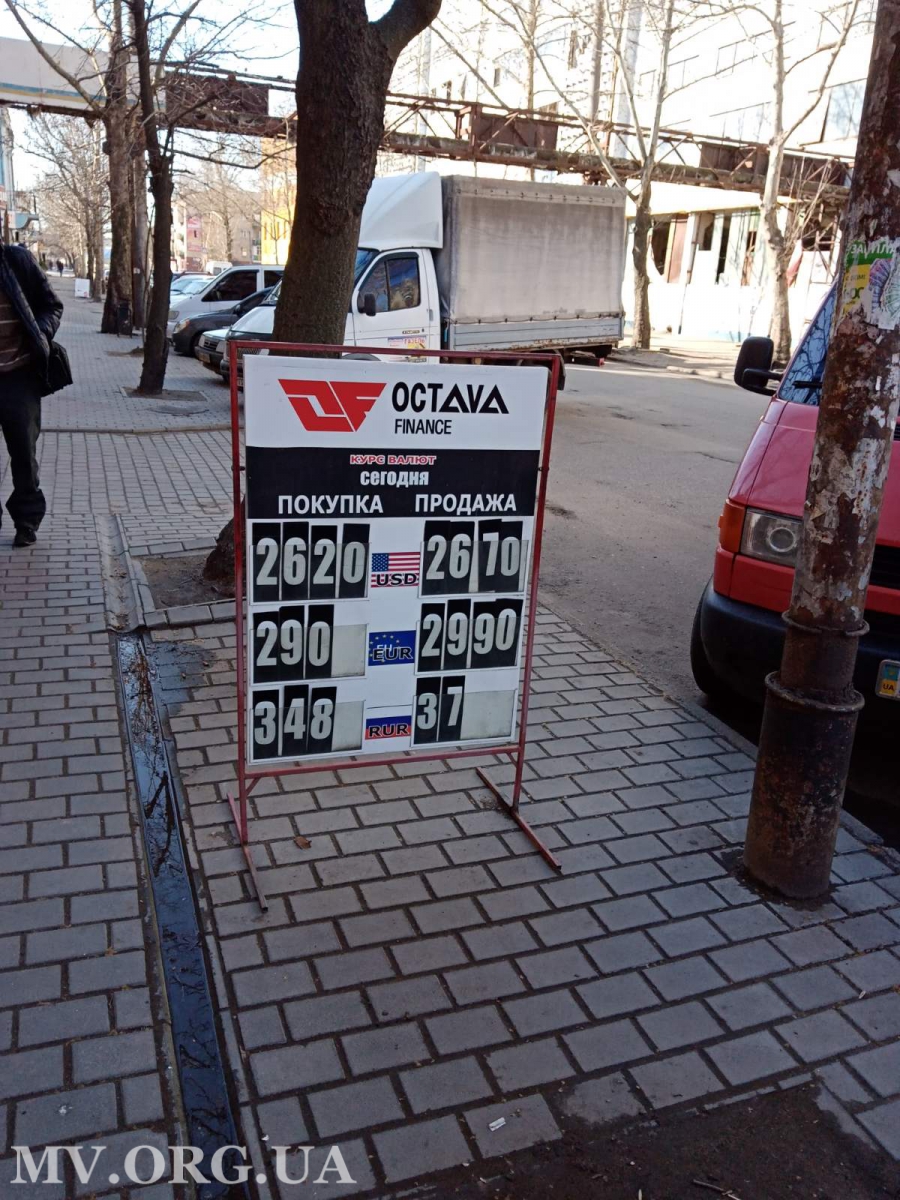 OCTAVA
FINANCE
КУРС ВАЛЮТ
сегодня
ПОКУПКА ПРОДАЖА
2620 USD 2670
290 EUR 2990
348 RUR 37
UA
MV.ORG.UA